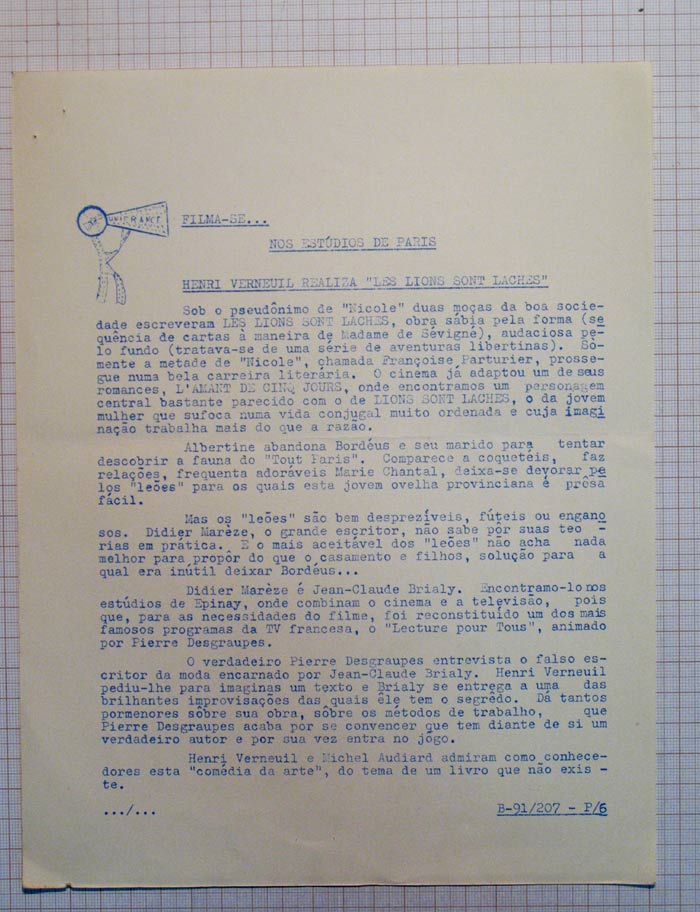 UNIFRANCE
FILMA-SE...
NOS ESTÚDIOS DE PARIS
HENRI VERNEUIL REALIZA "LES LIONS SONT LACHES"
Sob o pseudônimo de "Nicole" duas moças da boa socie-
dade escreveram LES LIONS SONT LACHES, obra sábia pela forma (se
quência de cartas à maneira de Madame de Sévigné), audaciosa pe-
lo fundo (tratava-se de uma série de aventuras libertinas). Sò-
mente a metade de "Nicole", chamada Françoise Parturier, prosse-
gue numa bela carreira literária. O cinema já adaptou um de seus
romances, L'AMANT DE CINQ JOURS, onde encontramos um personagem
central bastante parecido com o de LIONS SONT LACHES, o da jovem
mulher que sufoca numa vida conjugal muito ordenada e cuja imagi
nação trabalha mais do que a razão.
Albertine abandona Bordéus e seu marido para tentar
descobrir a fauna do "Tout Paris". Comparece a coquetéis, faz
relações, frequenta adoráveis Marie Chantal, deixa-se devorar pe
los "leões" para os quais esta jovem ovelha provinciana é prêsa
fácil.
Mas os "leões" são bem desprezíveis, fúteis ou engano
sos. Didier Marèze, o grande escritor, não sabe pôr suas teo -
rias em prática. E o mais aceitável dos "leões" não acha nada
melhor para propôr do que o casamento e filhos, solução para a
qual era inútil deixar Bordéus...
Didier Marèze é Jean-Claude Brialy. Encontramo-lo nos
estúdios de Epinay, onde combinam o cinema e a televisão, pois
que, para as necessidades do filme, foi reconstituído um dos mais
famosos programas da TV francesa, o "Lecture pour Tous", animado
por Pierre Desgraupes.
O verdadeiro Pierre Desgraupes entrevista o falso es-
critor da moda encarnado por Jean-Claude Brialy. Henri Verneuil
pediu-lhe para imaginas um texto e Brialy se entrega a uma das
brilhantes improvisações das quais êle tem o segrêdo. Dá tantos
pormenores sôbre sua obra, sôbre os métodos de trabalho, que
Pierre Desgraupes acaba por se convencer que tem diante de si um
verdadeiro autor e por sua vez entra no jôgo.
Henri Verneuil e Michel Audiard admiram como conhece-
dores esta "comédia da arte", do tema de um livro que não exis -
te.
.../...
B-91/207 - P/6